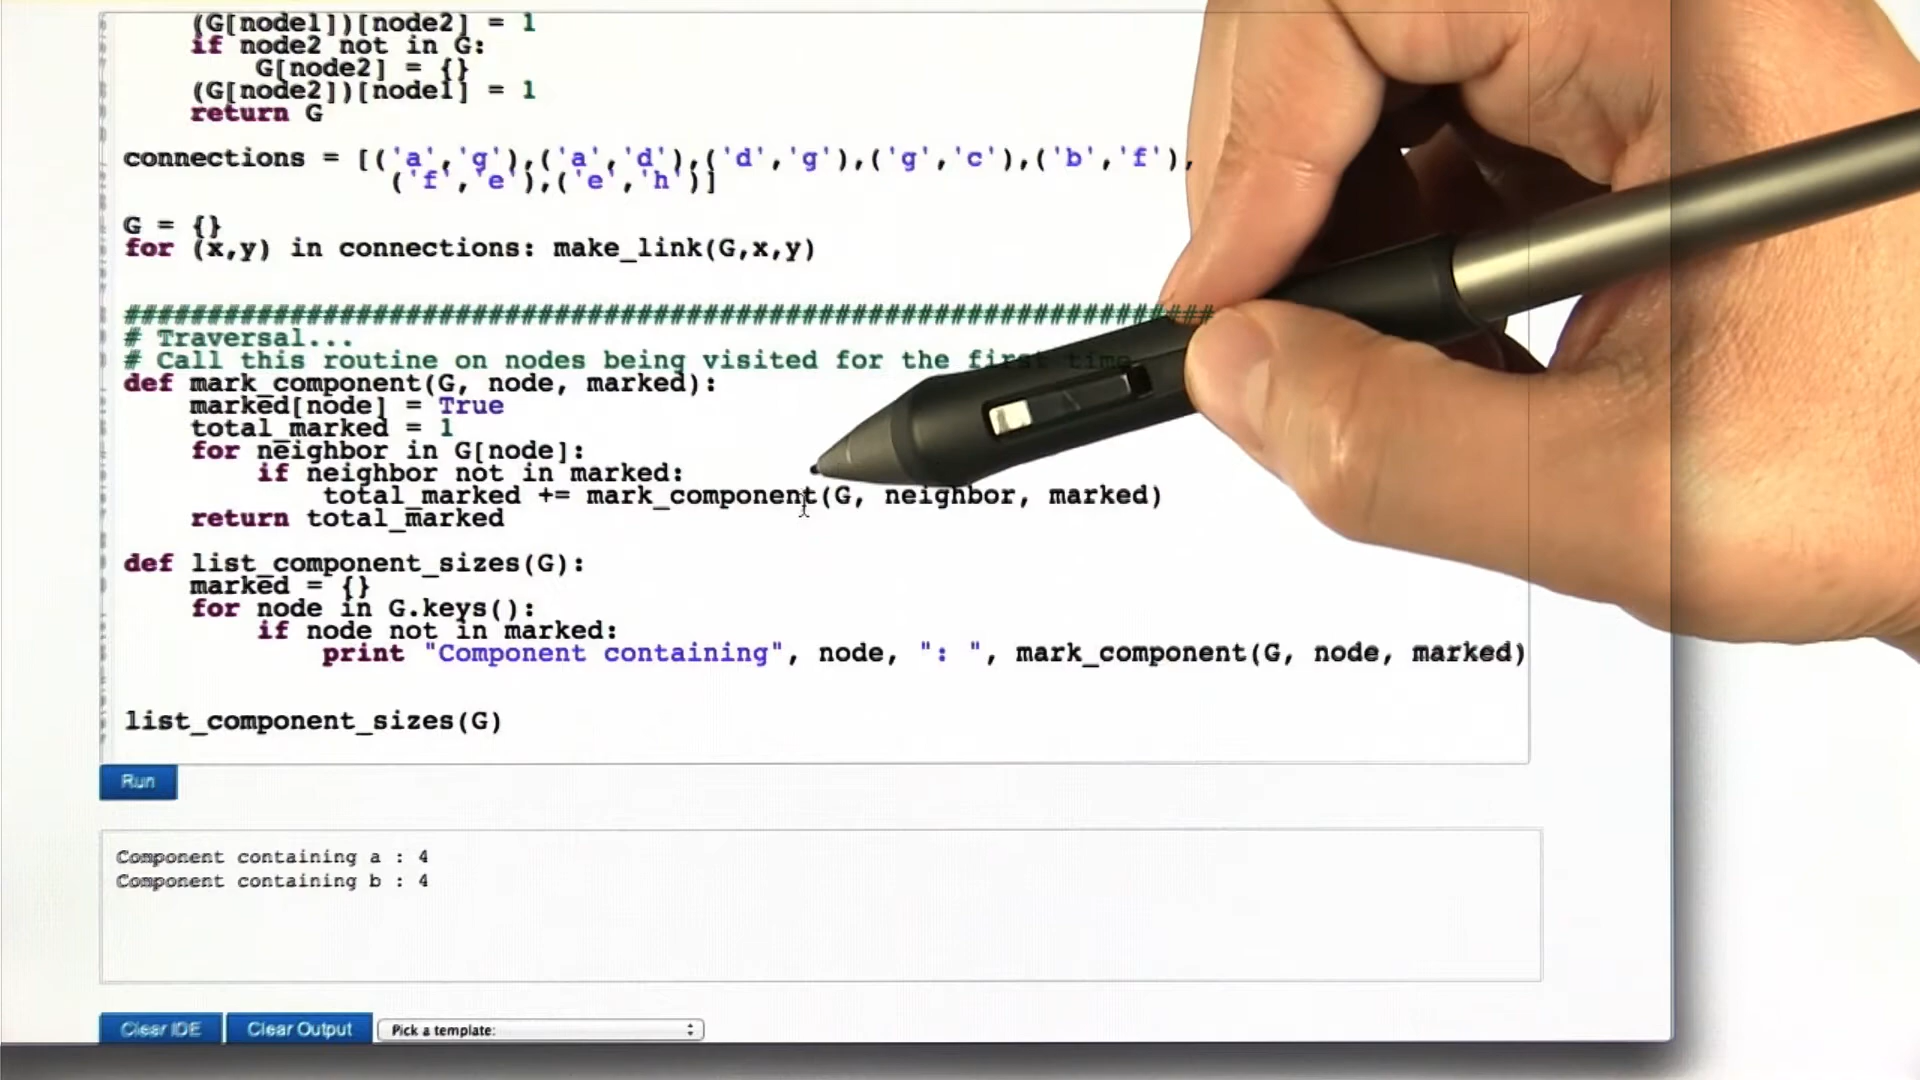 (G[node1])[node2] = 1
if node2 not in G:
G[node2] = {}
(G[node2])[node1] = 1
return G
connections = [('a','g'),('a','d'),('d','g'),('g','c'),('b','f'),
('f','e'),('e','h')]
G = {}
for (x,y) in connections: make_link(G,x,y)
##################################################################
# Traversal...
# Call this routine on nodes being visited for the first time
def mark_component(G, node, marked):
marked[node] = True
total_marked = 1
for neighbor in G[node]:
if neighbor not in marked:
total_marked += mark_component(G, neighbor, marked)
return total_marked
def list_component_sizes(G):
marked = {}
for node in G.keys():
if node not in marked:
print "Component containing", node, ": ", mark_component(G, node, marked)
list_component_sizes(G)
Run
Component containing a : 4
Component containing b : 4
Clear IDE
Clear Output
Pick a template: